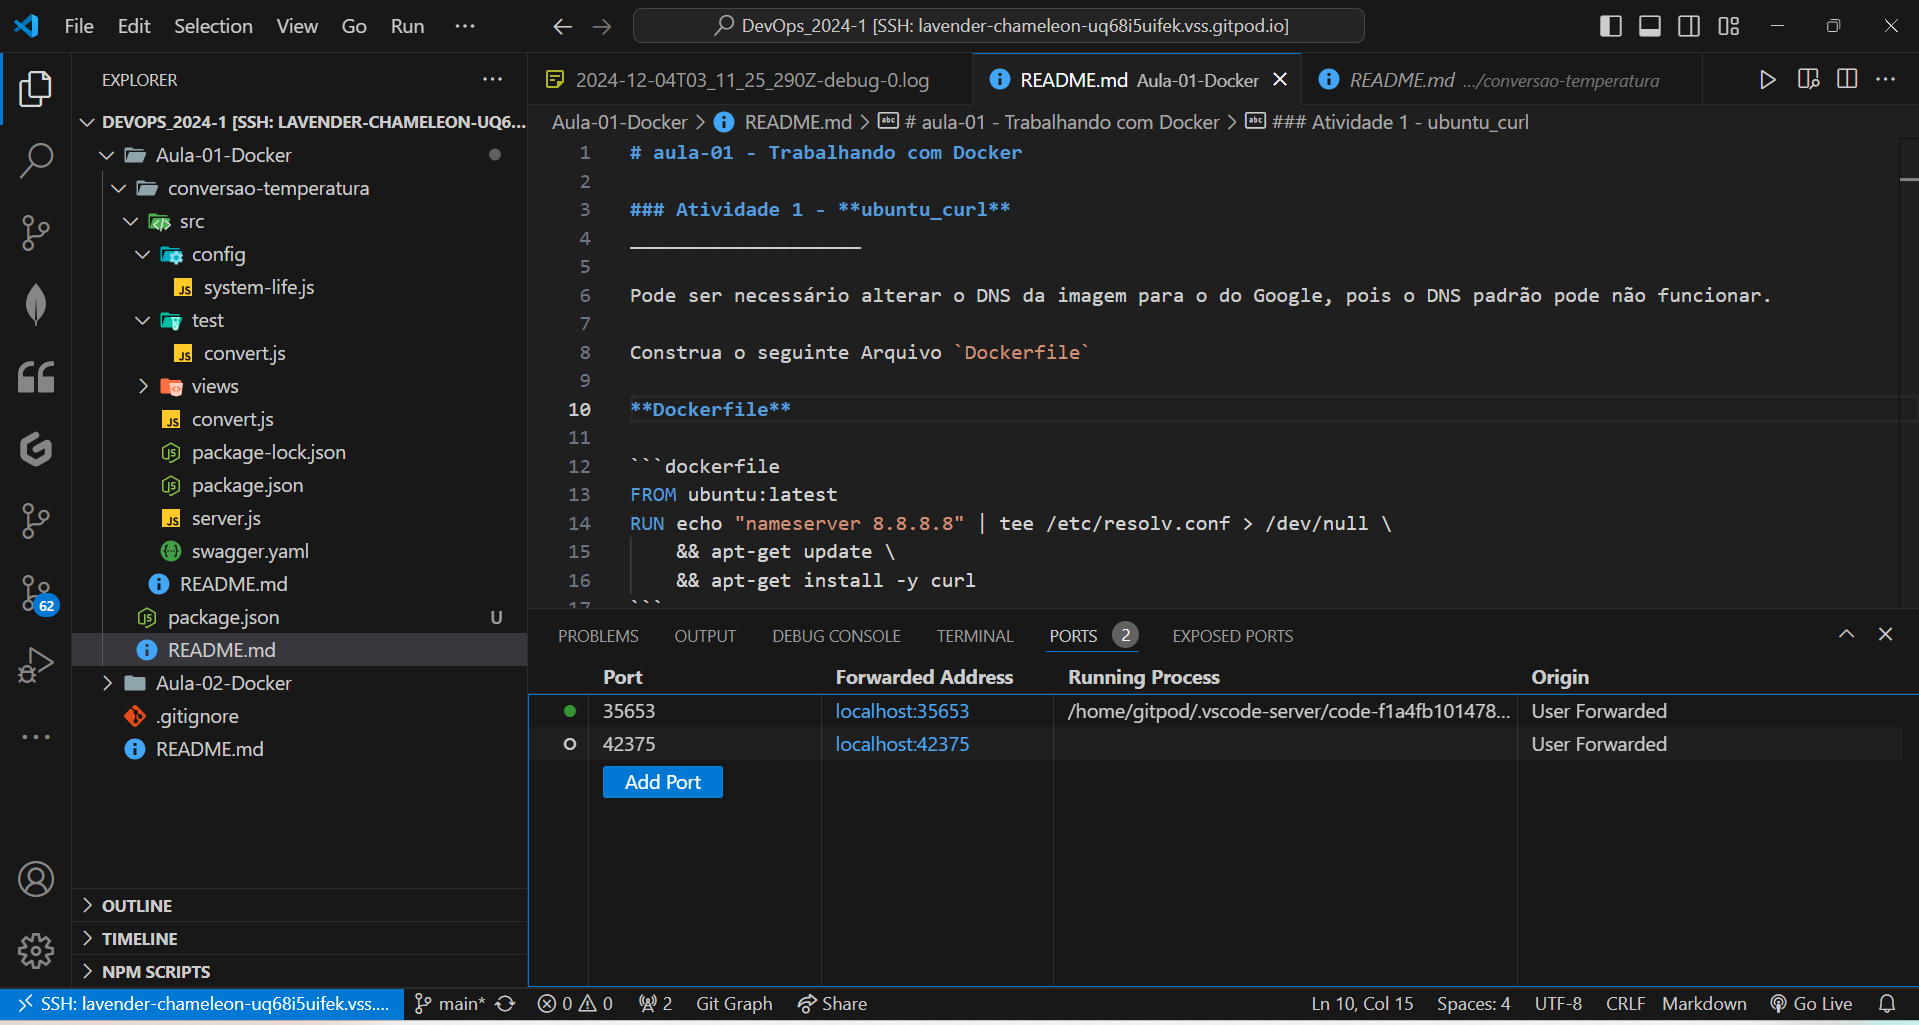 File Edit Selection View Go Run ···
DevOps_2024-1 [SSH: lavender-chameleon-uq68i5uifek.vss.gitpod.io]
EXPLORER
DEVOPS_2024-1 [SSH: LAVENDER-CHAMELEON-UQ6...
Aula-01-Docker
conversao-temperatura
src
config
JS system-life.js
test
JS convert.js
views
JS convert.js
package-lock.json
package.json
JS server.js
swagger.yaml
README.md
package.json U
README.md
Aula-02-Docker
.gitignore
README.md
62
OUTLINE
TIMELINE
NPM SCRIPTS
2024-12-04T03_11_25_290Z-debug-0.log
README.md Aula-01-Docker
README.md .../conversao-temperatura
Aula-01-Docker > README.md > # aula-01 - Trabalhando com Docker > ### Atividade 1 - ubuntu_curl
1 # aula-01 - Trabalhando com Docker
2
3 ### Atividade 1 - **ubuntu_curl**
4 ____________________
5
6 Pode ser necessário alterar o DNS da imagem para o do Google, pois o DNS padrão pode não funcionar.
7
8 Construa o seguinte Arquivo `Dockerfile`
9
10 **Dockerfile**
11
12 ```dockerfile
13 FROM ubuntu:latest
14 RUN echo "nameserver 8.8.8.8" | tee /etc/resolv.conf > /dev/null \
15 && apt-get update \
16 && apt-get install -y curl
17 ```
PROBLEMS OUTPUT DEBUG CONSOLE TERMINAL PORTS 2 EXPOSED PORTS
Port Forwarded Address Running Process Origin
35653 localhost:35653 /home/gitpod/.vscode-server/code-f1a4fb101478... User Forwarded
42375 localhost:42375 User Forwarded
Add Port
SSH: lavender-chameleon-uq68i5uifek.vss.... main* 0 0 2 Git Graph Share Ln 10, Col 15 Spaces: 4 UTF-8 CRLF Markdown Go Live